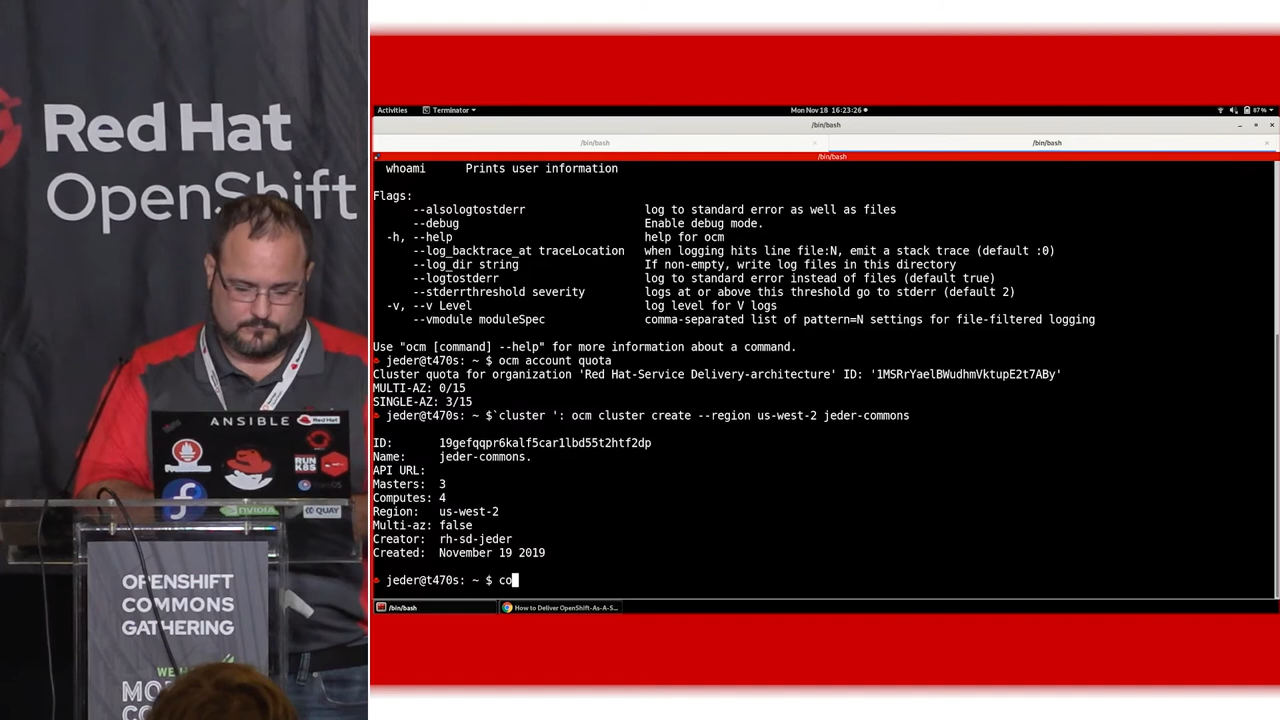 Red Hat
OpenShift
ANSIBLE
Red Hat
RUN
K8S
NVIDIA
QUAY
OPENSHIFT
COMMONS
GATHERING
Activities
Terminator
Mon Nov 18 16:23:26
87%
/bin/bash
/bin/bash
/bin/bash
/bin/bash
whoami Prints user information
Flags:
--alsologtostderr log to standard error as well as files
--debug Enable debug mode.
-h, --help help for ocm
--log_backtrace_at traceLocation when logging hits line file:N, emit a stack trace (default :0)
--log_dir string If non-empty, write log files in this directory
--logtostderr log to standard error instead of files (default true)
--stderrthreshold severity logs at or above this threshold go to stderr (default 2)
-v, --v Level log level for V logs
--vmodule moduleSpec comma-separated list of pattern=N settings for file-filtered logging
Use "ocm [command] --help" for more information about a command.
jeder@t470s: ~ $ ocm account quota
Cluster quota for organization 'Red Hat-Service Delivery-architecture' ID: '1MSRrYaelBWudhmVktupE2t7ABy'
MULTI-AZ: 0/15
SINGLE-AZ: 3/15
jeder@t470s: ~ $`cluster ': ocm cluster create --region us-west-2 jeder-commons
ID: 19gefqqpr6kalf5car1lbd55t2htf2dp
Name: jeder-commons.
API URL:
Masters: 3
Computes: 4
Region: us-west-2
Multi-az: false
Creator: rh-sd-jeder
Created: November 19 2019
jeder@t470s: ~ $ co
/bin/bash
How to Deliver OpenShift-As-A-S...